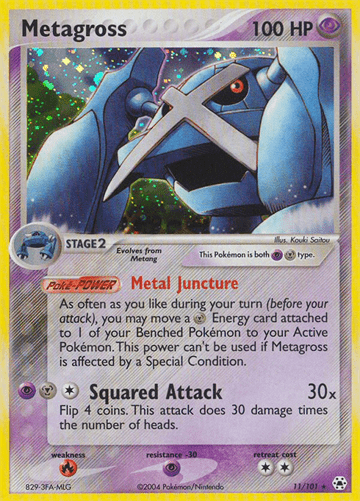 Metagross 100 HP
Illus. Kouki Saitou
STAGE2
Evolves from
Metang
This Pokémon is both type.
Poké-POWER Metal Juncture
As often as you like during your turn (before your
attack), you may move a Energy card attached
to 1 of your Benched Pokémon to your Active
Pokémon. This power can't be used if Metagross
is affected by a Special Condition.
Squared Attack 30x
Flip 4 coins. This attack does 30 damage
times the number of heads.
weakness resistance -30 retreat cost
829-3FA-MLG ©2004 Pokémon/Nintendo 11/101 ★